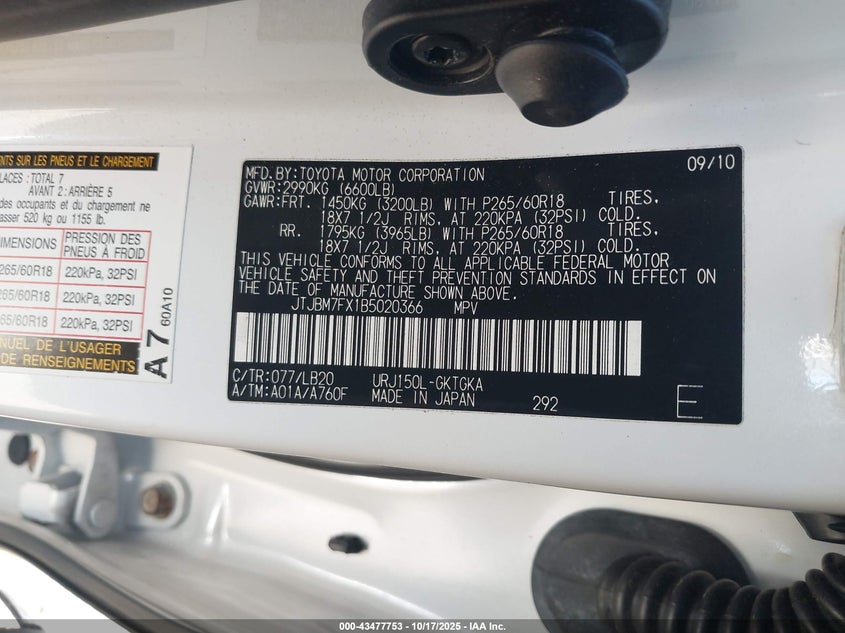 NTS SUR LES PNEUS ET LE CHARGEMENT
LACES : TOTAL 7
AVANT 2 : ARRIÈRE 5
des occupants et du chargement ne
asser 520 kg ou 1155 lb.
IMENSIONS PRESSION DES PNEUS À FROID
265/60R18 220kPa, 32PSI
265/60R18 220kPa, 32PSI
65/60R18 220kPa, 32PSI
NUEL DE L'USAGER
DE RENSEIGNEMENTS
A 7 60A10
MFD.BY:TOYOTA MOTOR CORPORATION 09/10
GVWR:2990KG (6600LB)
GAWR:FRT. 1450KG (3200LB) WITH P265/60R18 TIRES,
18X7 1/2J RIMS, AT 220KPA (32PSI) COLD.
RR. 1795KG (3965LB) WITH P265/60R18 TIRES,
18X7 1/2J RIMS, AT 220KPA (32PSI) COLD.
THIS VEHICLE CONFORMS TO ALL APPLICABLE FEDERAL MOTOR
VEHICLE SAFETY AND THEFT PREVENTION STANDARDS IN EFFECT ON
THE DATE OF MANUFACTURE SHOWN ABOVE.
JTJBM7FX1B5020366 MPV
C/TR:077/LB20 URJ150L-GKTGKA
A/TM:A01A/A760F MADE IN JAPAN 292 E
000-43477753 | 10/17/2025 - IAA Inc.